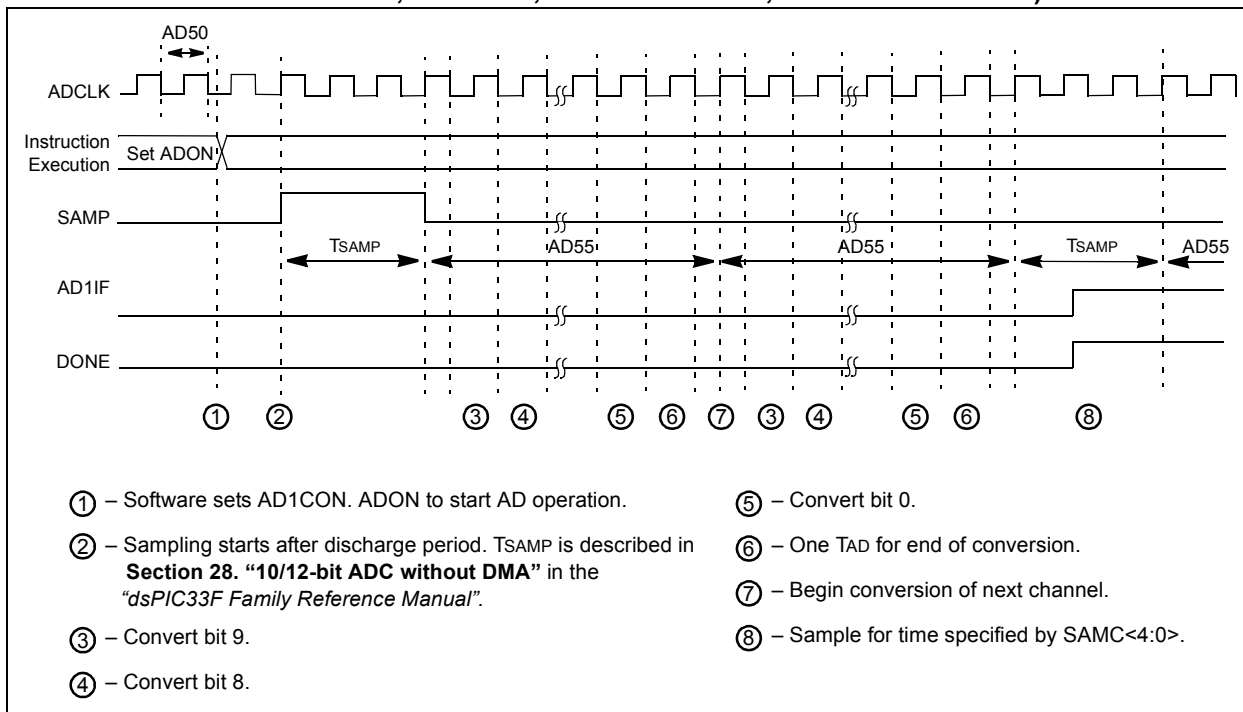 AD50
ADCLK
Instruction
Execution
Set ADON
SAMP
TSAMP
AD55
AD55
TSAMP
AD55
AD1IF
DONE
1 2 3 4 5 6 7 3 4 5 6 8
1 – Software sets AD1CON. ADON to start AD operation.
2 – Sampling starts after discharge period. TSAMP is described in
Section 28. “10/12-bit ADC without DMA” in the
“dsPIC33F Family Reference Manual”.
3 – Convert bit 9.
4 – Convert bit 8.
5 – Convert bit 0.
6 – One TAD for end of conversion.
7 – Begin conversion of next channel.
8 – Sample for time specified by SAMC<4:0>.